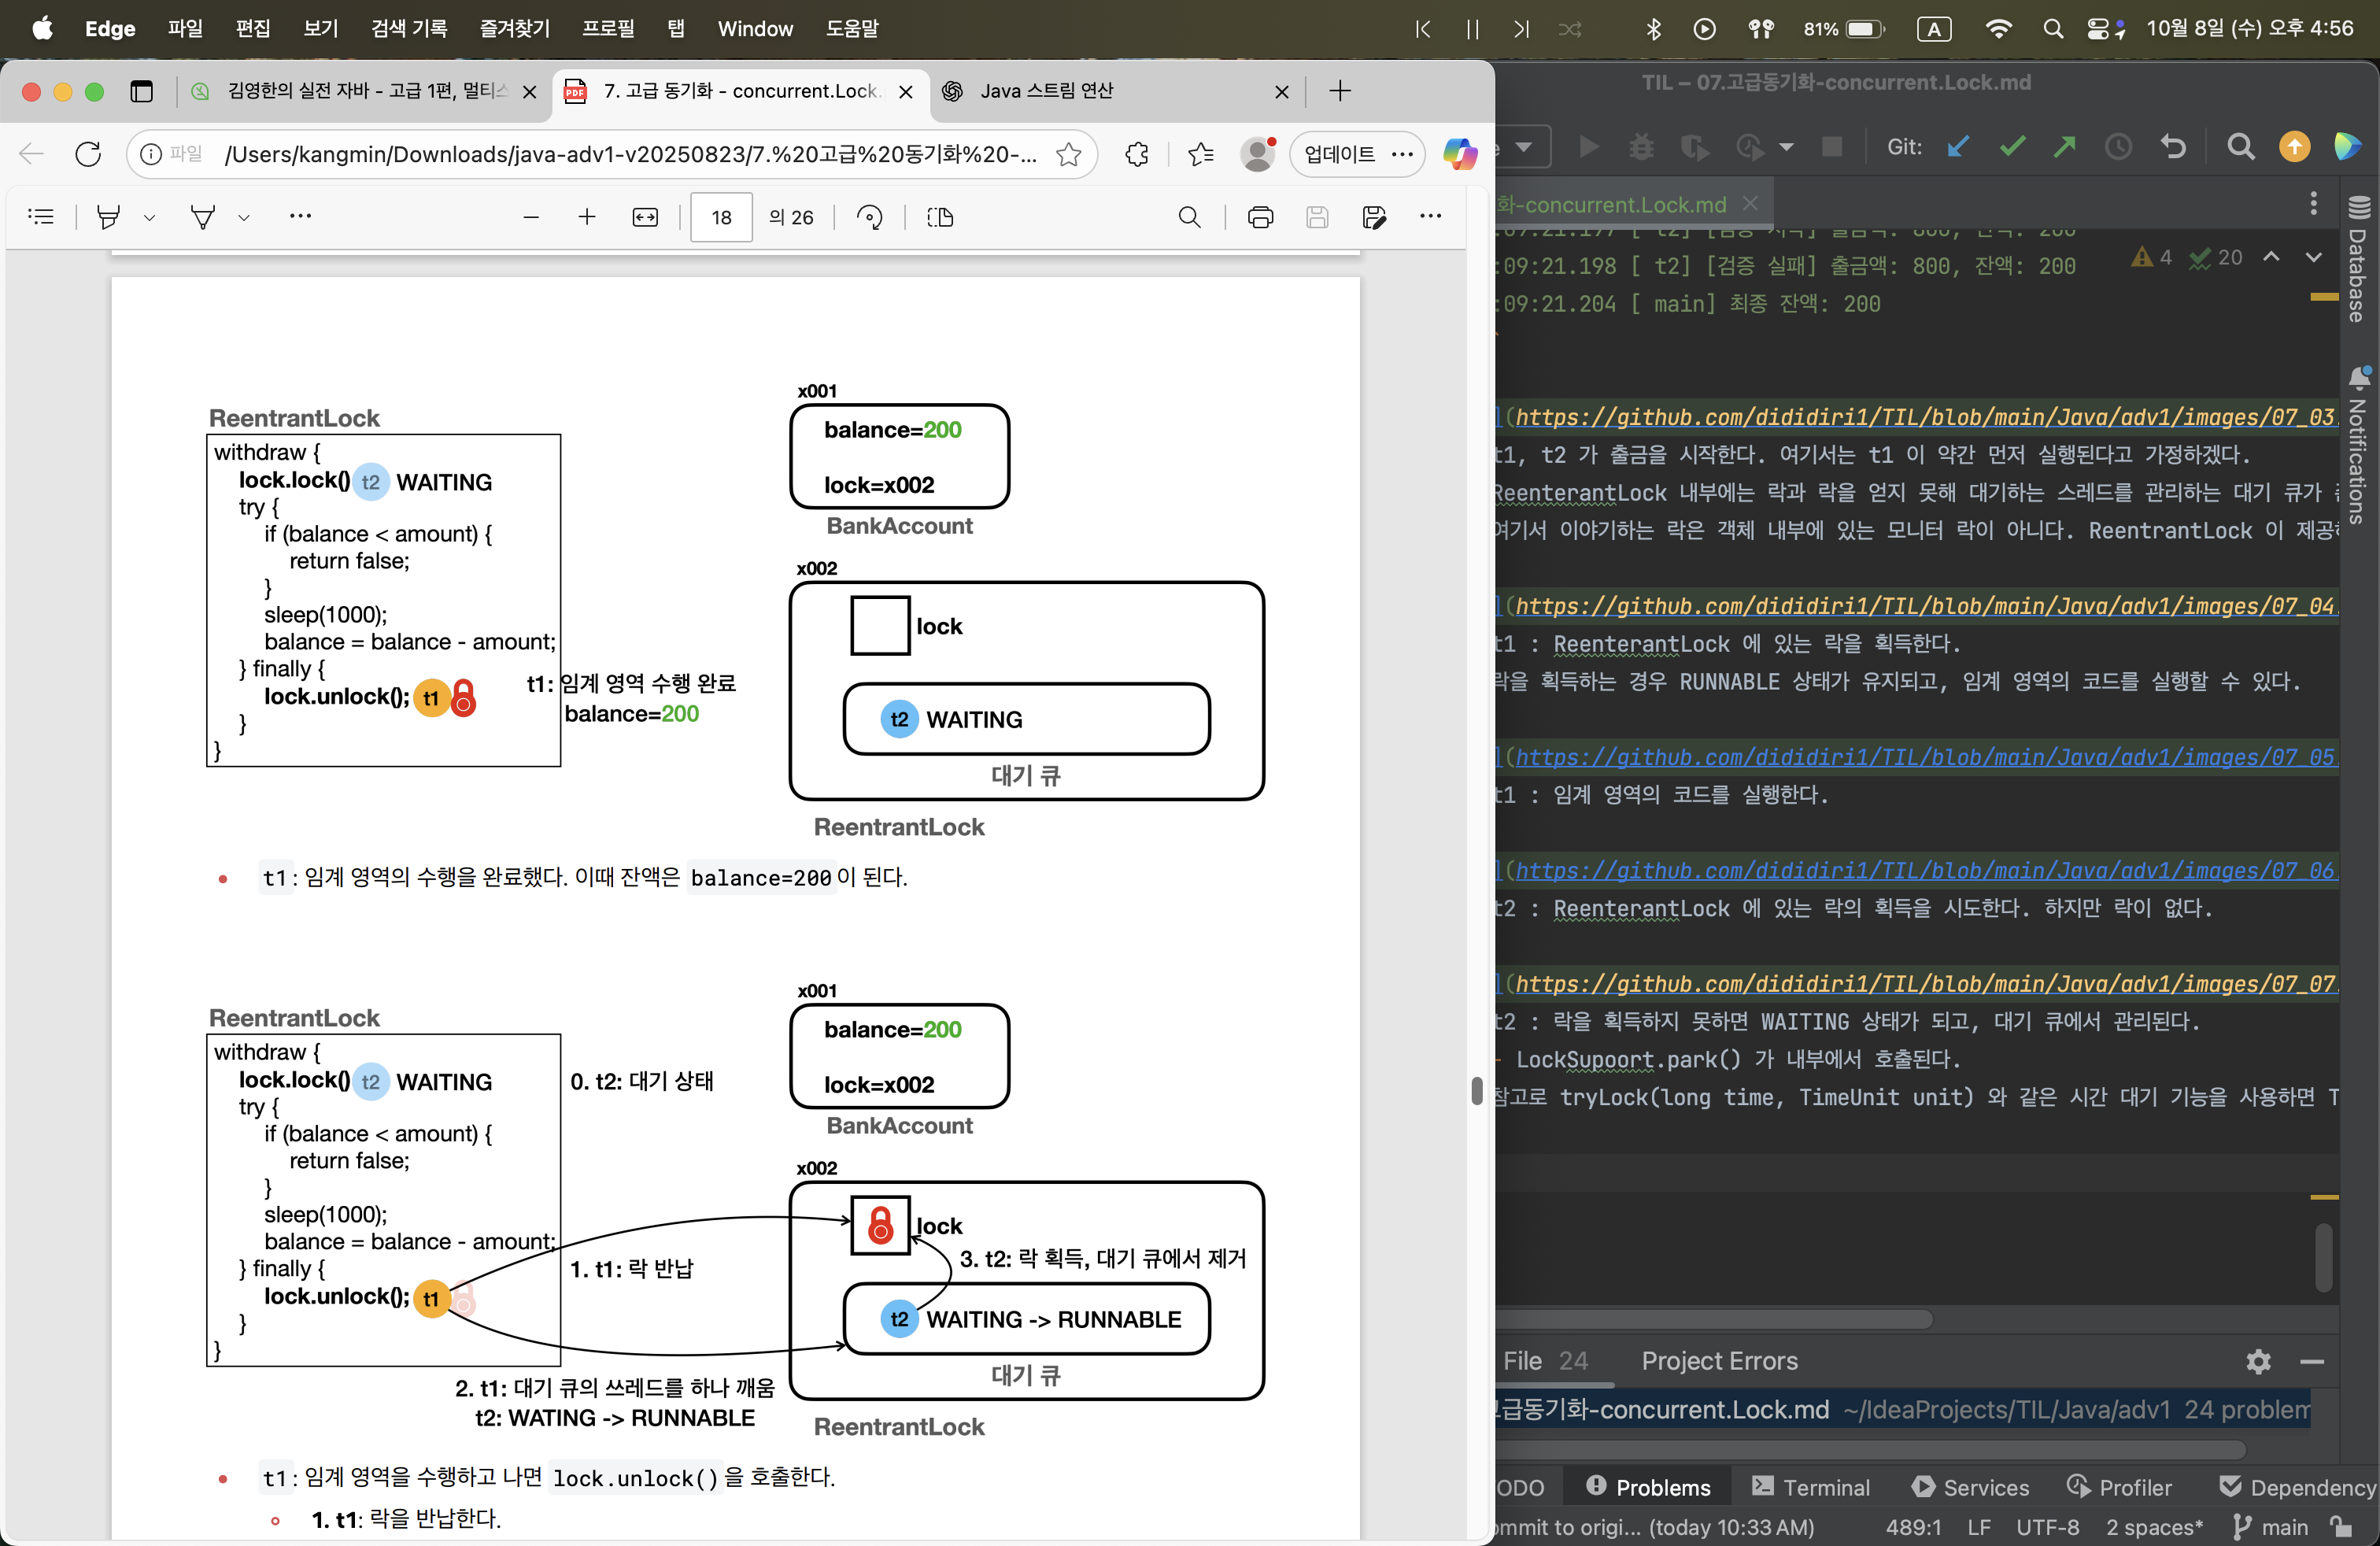 Edge 파일 편집 보기 검색 기록 즐겨찾기 프로필 탭 Window 도움말 81% A 10월 8일 (수) 오후 4:56
김영한의 실전 자바 - 고급 1편, 멀티스
7. 고급 동기화 - concurrent.Lock.
Java 스트림 연산
파일 /Users/kangmin/Downloads/java-adv1-v20250823/7.%20고급%20동기화%20-... 업데이트
18 의 26
ReentrantLock
withdraw {
lock.lock() t2 WAITING
try {
if (balance < amount) {
return false;
}
sleep(1000);
balance = balance - amount;
} finally {
lock.unlock(); t1
}
}
t1: 임계 영역 수행 완료
balance=200
x001
balance=200
lock=x002
BankAccount
x002
lock
t2 WAITING
대기 큐
ReentrantLock
• t1: 임계 영역의 수행을 완료했다. 이때 잔액은 balance=200이 된다.
ReentrantLock
withdraw {
lock.lock() t2 WAITING
try {
if (balance < amount) {
return false;
}
sleep(1000);
balance = balance - amount;
} finally {
lock.unlock(); t1
}
}
0. t2: 대기 상태
1. t1: 락 반납
2. t1: 대기 큐의 쓰레드를 하나 깨움
t2: WATING -> RUNNABLE
x001
balance=200
lock=x002
BankAccount
x002
lock
3. t2: 락 획득, 대기 큐에서 제거
t2 WAITING -> RUNNABLE
대기 큐
ReentrantLock
• t1: 임계 영역을 수행하고 나면 lock.unlock()을 호출한다.
1. t1: 락을 반납한다.
TIL – 07.고급동기화-concurrent.Lock.md
Git:
화-concurrent.Lock.md
4 20
:09:21.198 [ t2] [검증 실패] 출금액: 800, 잔액: 200
:09:21.204 [ main] 최종 잔액: 200
](https://github.com/dididiri1/TIL/blob/main/Java/adv1/images/07_03.
t1, t2 가 출금을 시작한다. 여기서는 t1 이 약간 먼저 실행된다고 가정하겠다.
ReenterantLock 내부에는 락과 락을 얻지 못해 대기하는 스레드를 관리하는 대기 큐가
여기서 이야기하는 락은 객체 내부에 있는 모니터 락이 아니다. ReentrantLock 이
](https://github.com/dididiri1/TIL/blob/main/Java/adv1/images/07_04.
t1 : ReenterantLock 에 있는 락을 획득한다.
락을 획득하는 경우 RUNNABLE 상태가 유지되고, 임계 영역의 코드를 실행할 수 있다.
](https://github.com/dididiri1/TIL/blob/main/Java/adv1/images/07_05.
t1 : 임계 영역의 코드를 실행한다.
](https://github.com/dididiri1/TIL/blob/main/Java/adv1/images/07_06.
t2 : ReenterantLock 에 있는 락의 획득을 시도한다. 하지만 락이 없다.
](https://github.com/dididiri1/TIL/blob/main/Java/adv1/images/07_07.
t2 : 락을 획득하지 못하면 WAITING 상태가 되고, 대기 큐에서 관리된다.
- LockSupoort.park() 가 내부에서 호출된다.
참고로 tryLock(long time, TimeUnit unit) 와 같은 시간 대기 기능을 사용하면 T
Database
Notifications
File 24 Project Errors
고급동기화-concurrent.Lock.md ~/IdeaProjects/TIL/Java/adv1 24 problem
ODO Problems Terminal Services Profiler Dependency
ommit to origi... (today 10:33 AM) 489:1 LF UTF-8 2 spaces* main